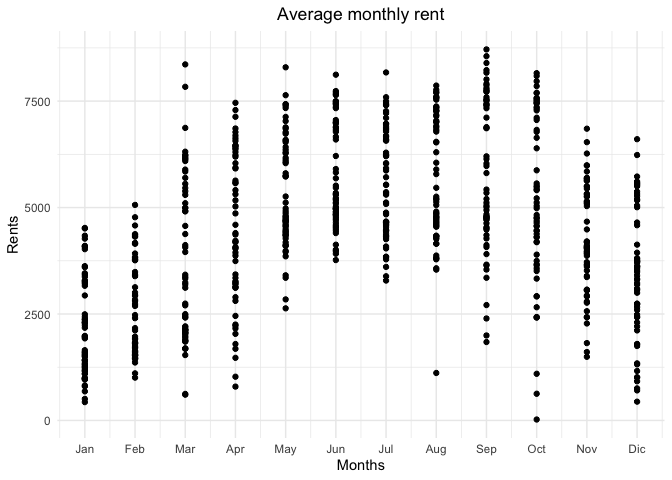 Average monthly rent
Rents
7500
5000
2500
0
Jan Feb Mar Apr May Jun Jul Aug Sep Oct Nov Dic
Months